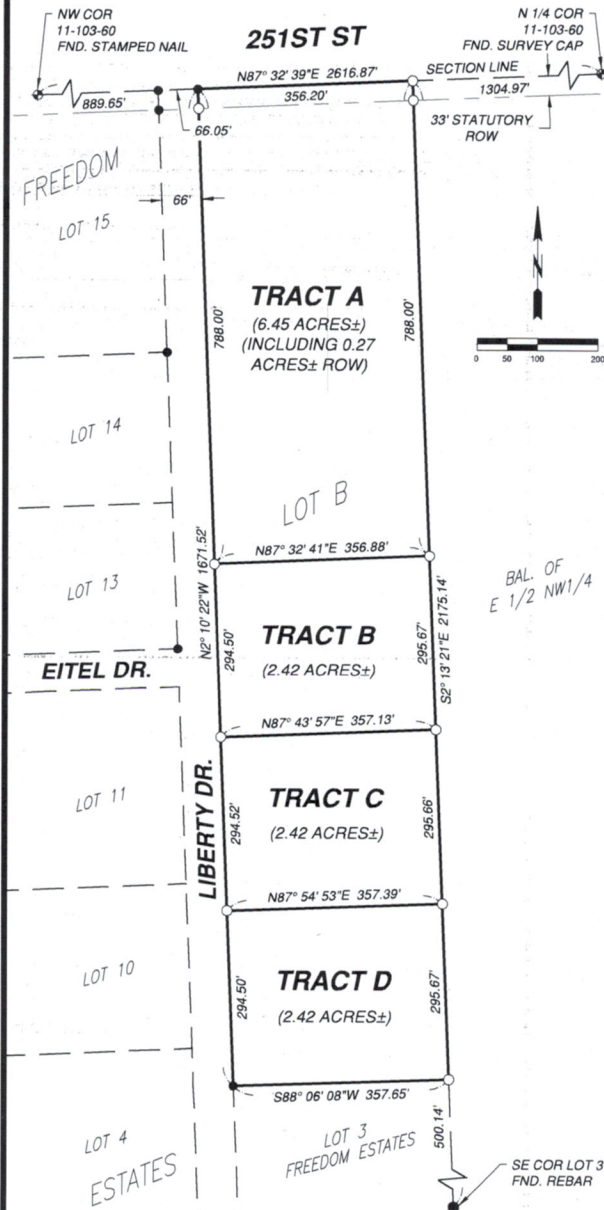 NW COR
11-103-60
FND. STAMPED NAIL
251ST ST
N 1/4 COR
11-103-60
FND. SURVEY CAP
N87° 32' 39"E 2616.87'
SECTION LINE
889.65'
356.20'
1304.97'
66.05'
33' STATUTORY
ROW
FREEDOM
LOT 15
66'
N
TRACT A
(6.45 ACRES±)
(INCLUDING 0.27
ACRES± ROW)
788.00'
788.00'
0 50 100 200
LOT 14
LOT B
N87° 32' 41"E 356.88'
N2° 10' 22"W 1671.52'
LOT 13
BAL. OF
E 1/2 NW1/4
TRACT B
(2.42 ACRES±)
294.50'
295.67'
S2° 13' 21"E 2175.14'
EITEL DR.
N87° 43' 57"E 357.13'
LOT 11
LIBERTY DR.
TRACT C
(2.42 ACRES±)
294.52'
295.66'
N87° 54' 53"E 357.39'
LOT 10
TRACT D
(2.42 ACRES±)
294.50'
295.67'
S88° 06' 08"W 357.65'
LOT 4
ESTATES
LOT 3
FREEDOM ESTATES
500.14'
SE COR LOT 3
FND. REBAR